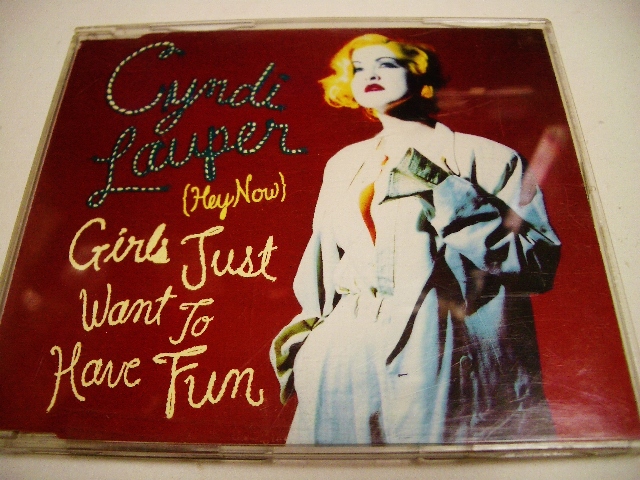 Cyndi
Lauper
(Hey Now)
Girls Just
Want To
Have Fun